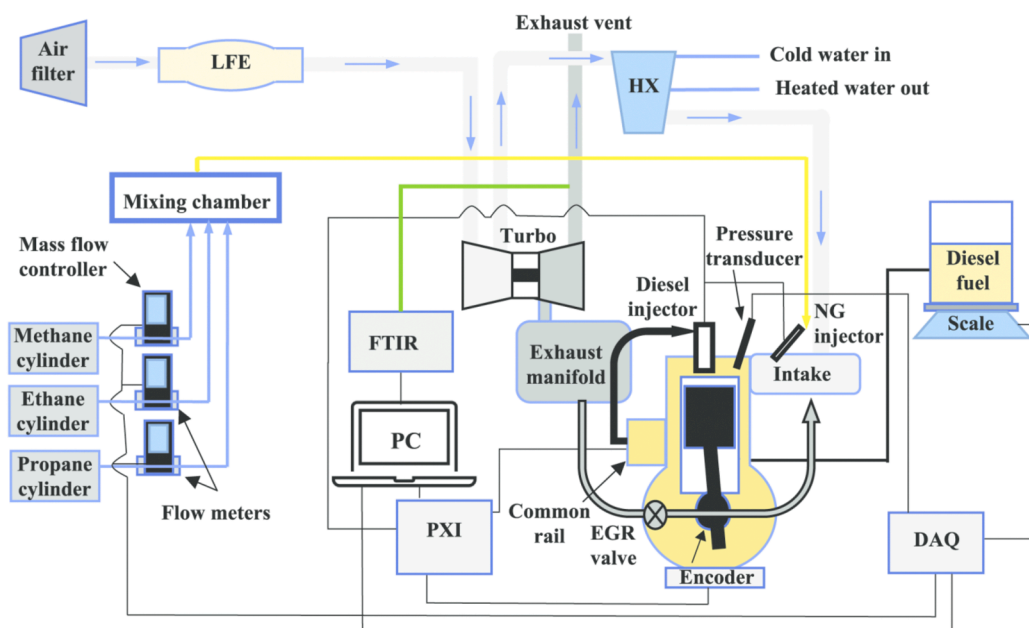 Exhaust vent
Air
filter
LFE
HX
Cold water in
Heated water out
Mixing chamber
Mass flow
controller
Turbo
Pressure
transducer
Diesel
injector
Diesel
fuel
Scale
NG
injector
Methane
cylinder
FTIR
Exhaust
manifold
Intake
Ethane
cylinder
PC
Propane
cylinder
Flow meters
PXI
Common
rail
EGR
valve
Encoder
DAQ